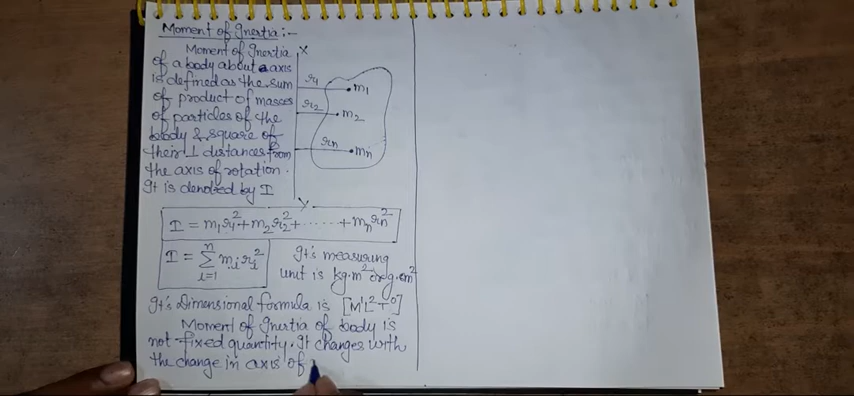 Moment of Inertia :-
Moment of Inertia
of a body about a axis
is defined as the sum
of product of masses
of particles of the
body & square of
their ⊥ distances from
the axis of rotation.
It is denoted by I
X
r1 m1
r2 m2
rn mn
Y
I = m₁r₁² + m₂r₂² + ...... + mₙrₙ²
I = Σ mᵢrᵢ²
n
i=1
It's measuring
unit is kg·m² or g·cm²
It's Dimensional formula is [M¹L²T⁰]
Moment of Inertia of body is
not fixed quantity. It changes with
the change in axis of